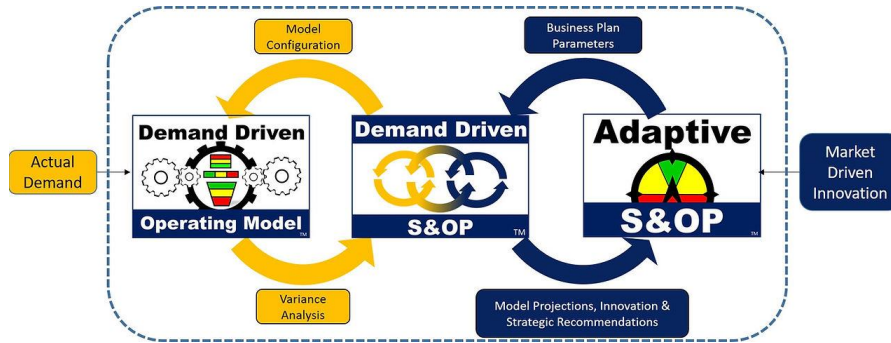 Model
Configuration
Business Plan
Parameters
Demand Driven
Operating Model
TM
Demand Driven
S&OP
TM
Adaptive
S&OP
TM
Actual
Demand
Market
Driven
Innovation
Variance
Analysis
Model Projections, Innovation &
Strategic Recommendations